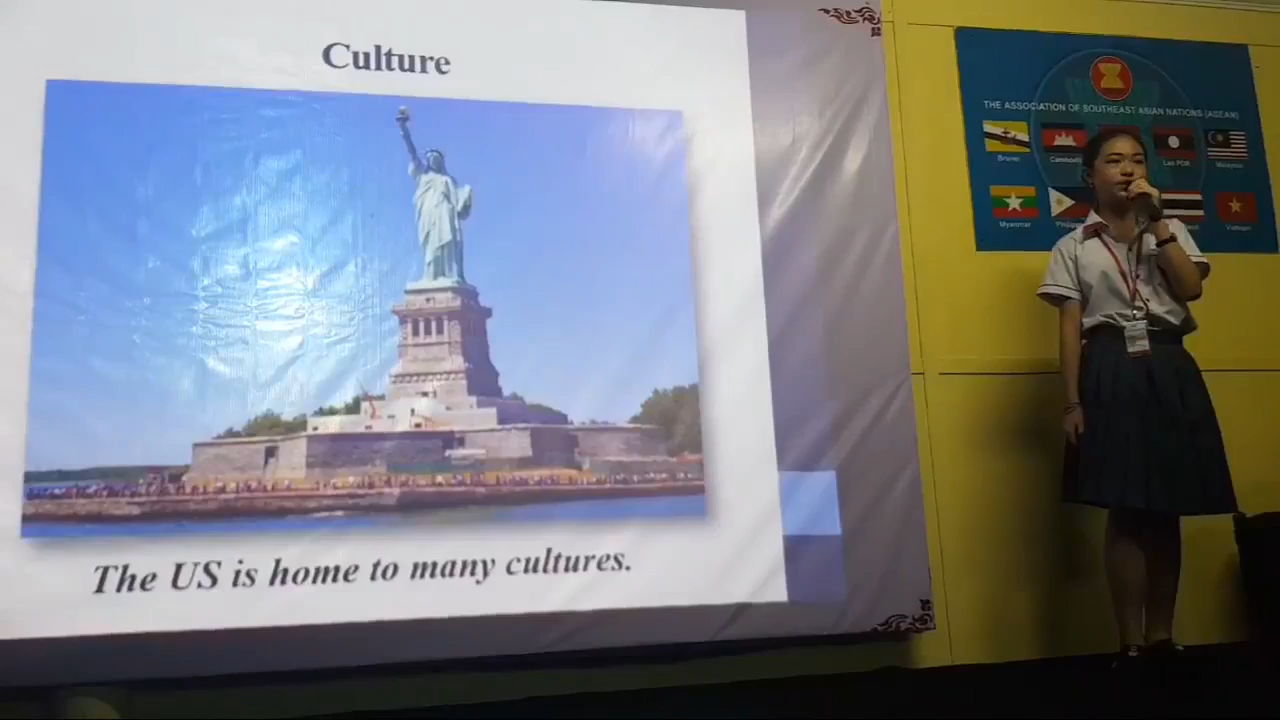 Culture
The US is home to many cultures.
THE ASSOCIATION OF SOUTHEAST ASIAN NATIONS (ASEAN)
Brunei
Lao PDR
Malaysia
Myanmar
Vietnam